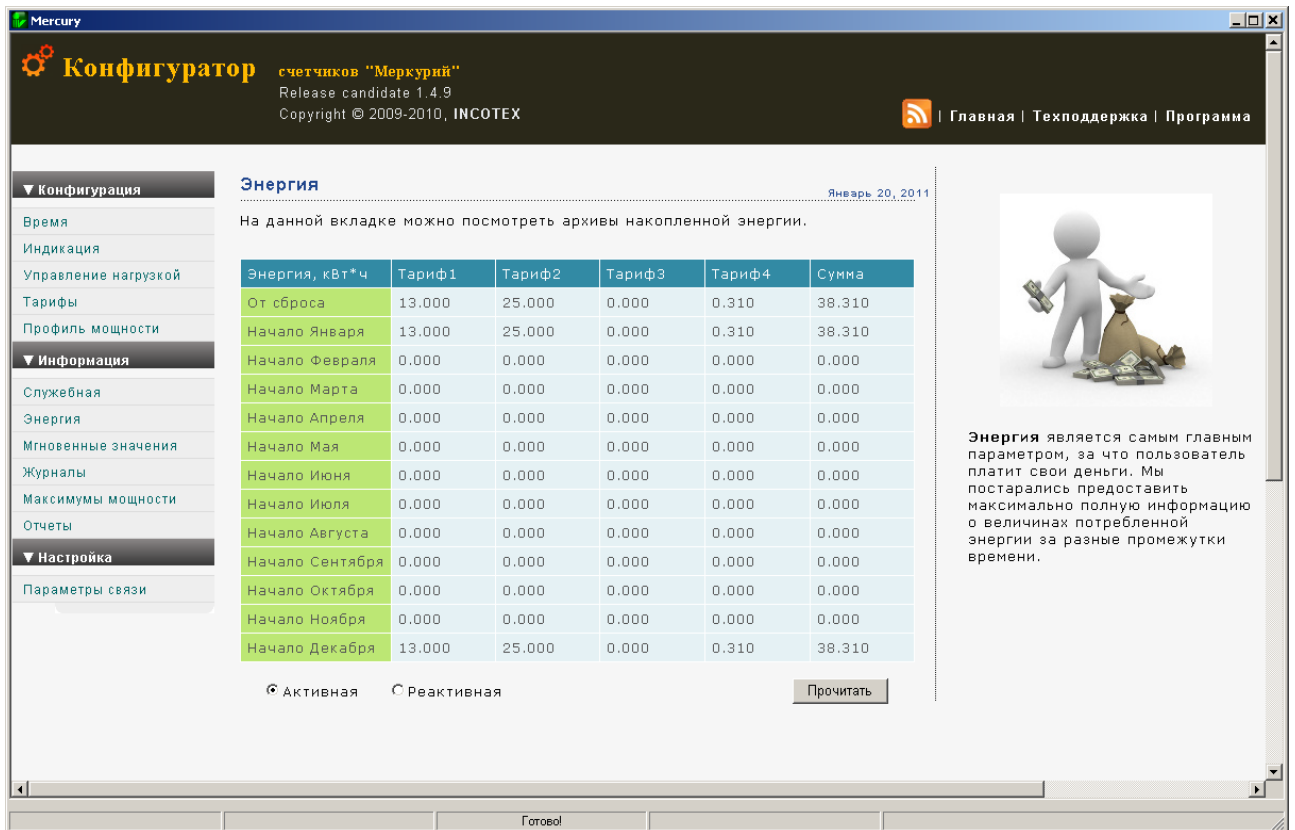 Mercury
Конфигуратор счетчиков "Меркурий"
Release candidate 1.4.9
Copyright © 2009-2010, INCOTEX
| Главная | Техподдержка | Программа
▼ Конфигурация
Время
Индикация
Управление нагрузкой
Тарифы
Профиль мощности
▼ Информация
Служебная
Энергия
Мгновенные значения
Журналы
Максимумы мощности
Отчеты
▼ Настройка
Параметры связи
Энергия
Январь 20, 2011
На данной вкладке можно посмотреть архивы накопленной энергии.
Энергия, кВт*ч Тариф1 Тариф2 Тариф3 Тариф4 Сумма
От сброса 13.000 25.000 0.000 0.310 38.310
Начало Января 13.000 25.000 0.000 0.310 38.310
Начало Февраля 0.000 0.000 0.000 0.000 0.000
Начало Марта 0.000 0.000 0.000 0.000 0.000
Начало Апреля 0.000 0.000 0.000 0.000 0.000
Начало Мая 0.000 0.000 0.000 0.000 0.000
Начало Июня 0.000 0.000 0.000 0.000 0.000
Начало Июля 0.000 0.000 0.000 0.000 0.000
Начало Августа 0.000 0.000 0.000 0.000 0.000
Начало Сентября 0.000 0.000 0.000 0.000 0.000
Начало Октября 0.000 0.000 0.000 0.000 0.000
Начало Ноября 0.000 0.000 0.000 0.000 0.000
Начало Декабря 13.000 25.000 0.000 0.310 38.310
Активная Реактивная
Прочитать
Энергия является самым главным
параметром, за что пользователь
платит свои деньги. Мы
постарались предоставить
максимально полную информацию
о величинах потребленной
энергии за разные промежутки
времени.
Готово!